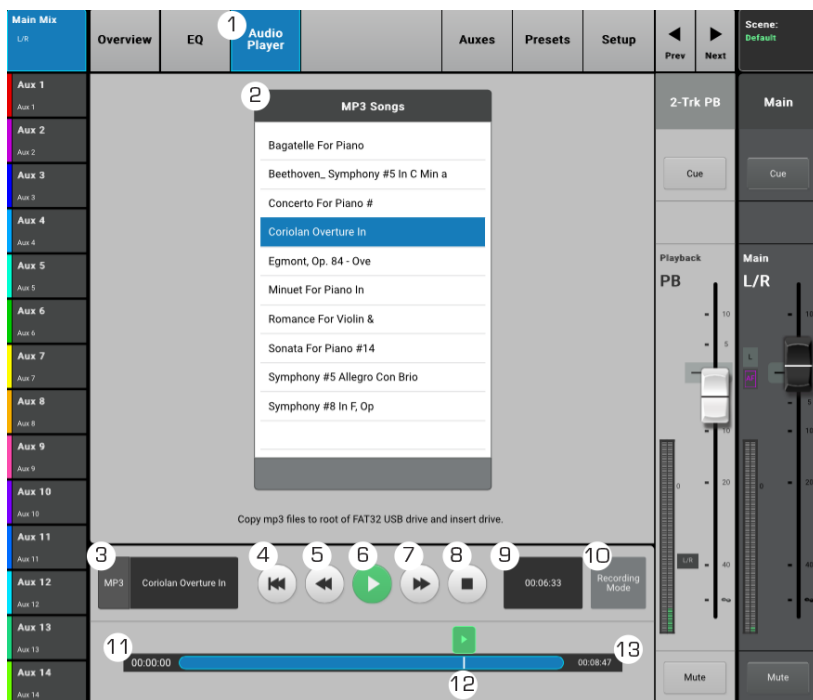 Main Mix
L/R
Overview
EQ
1
Audio
Player
Auxes
Presets
Setup
Prev
Next
Scene:
Default
Aux 1
Aux 1
Aux 2
Aux 2
Aux 3
Aux 3
Aux 4
Aux 4
Aux 5
Aux 5
Aux 6
Aux 6
Aux 7
Aux 7
Aux 8
Aux 8
Aux 9
Aux 9
Aux 10
Aux 10
Aux 11
Aux 11
Aux 12
Aux 12
Aux 13
Aux 13
Aux 14
Aux 14
2
MP3 Songs
Bagatelle For Piano
Beethoven_ Symphony #5 In C Min a
Concerto For Piano #
Coriolan Overture In
Egmont, Op. 84 - Ove
Minuet For Piano In
Romance For Violin &
Sonata For Piano #14
Symphony #5 Allegro Con Brio
Symphony #8 In F, Op
Copy mp3 files to root of FAT32 USB drive and insert drive.
3
MP3
Coriolan Overture In
4
5
6
7
8
9
00:06:33
10
Recording
Mode
11
00:00:00
12
13
00:08:47
2-Trk PB
Cue
Playback
PB
10
5
10
20
0
L/R
40
∞
Mute
Main
Cue
Main
L/R
10
L
5
10
20
0
40
∞
Mute